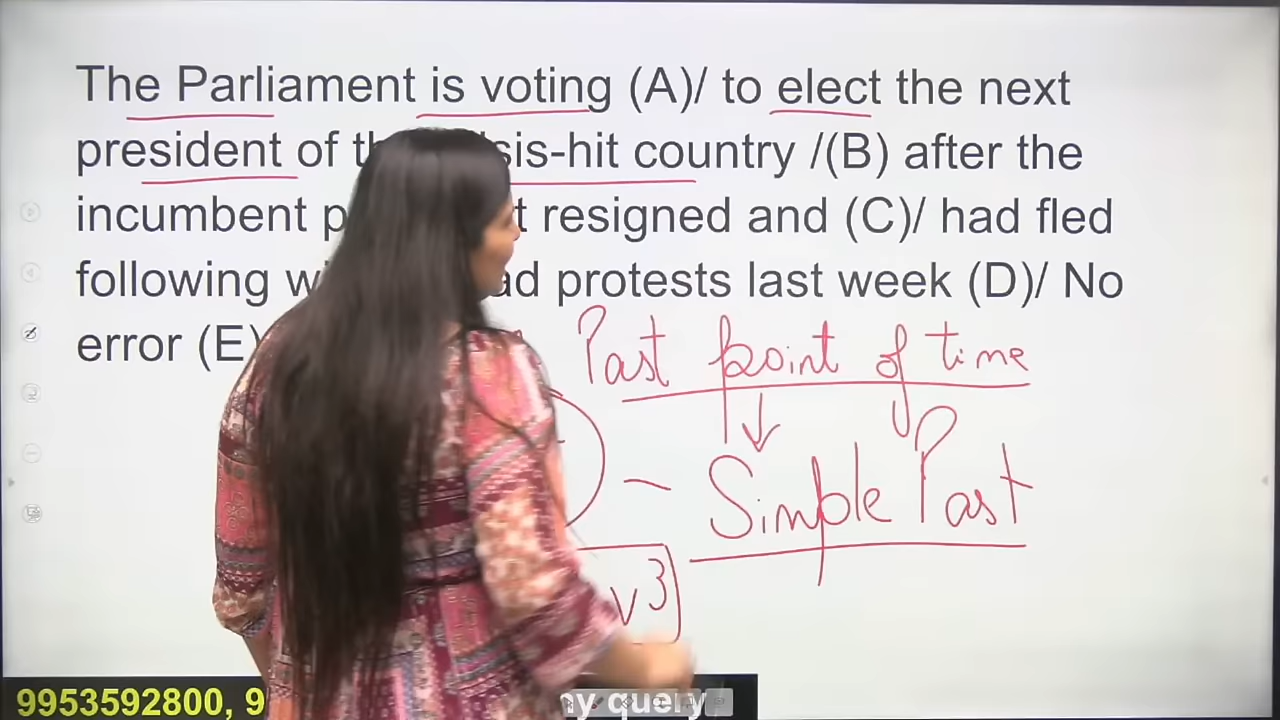 The Parliament is voting (A)/ to elect the next
president of sis-hit country /(B) after the
incumbent resigned and (C)/ had fled
following ad protests last week (D)/ No
error (E)
Past point of time
Simple Past
v3
9953592800, 9 ny query